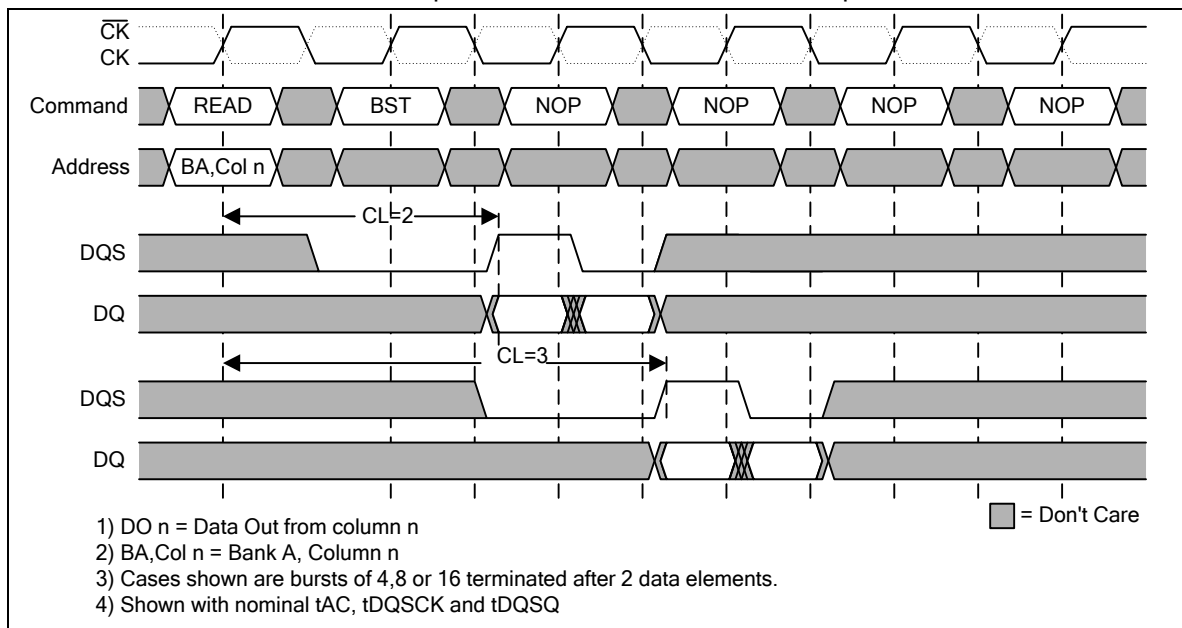 CK
CK
Command READ BST NOP NOP NOP NOP
Address BA,Col n
CL=2
DQS
DQ
CL=3
DQS
DQ
= Don't Care
1) DO n = Data Out from column n
2) BA,Col n = Bank A, Column n
3) Cases shown are bursts of 4,8 or 16 terminated after 2 data elements.
4) Shown with nominal tAC, tDQSCK and tDQSQ